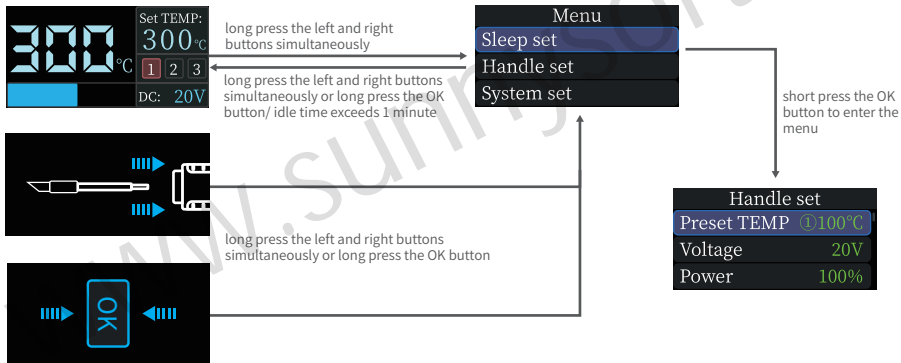 300°C
Set TEMP:
300°C
1 2 3
DC: 20V
long press the left and right
buttons simultaneously
long press the left and right buttons
simultaneously or long press the OK
button/ idle time exceeds 1 minute
Menu
Sleep set
Handle set
System set
short press the OK
button to enter the
menu
long press the left and right buttons
simultaneously or long press the OK button
OK
Handle set
Preset TEMP ①100°C
Voltage 20V
Power 100%